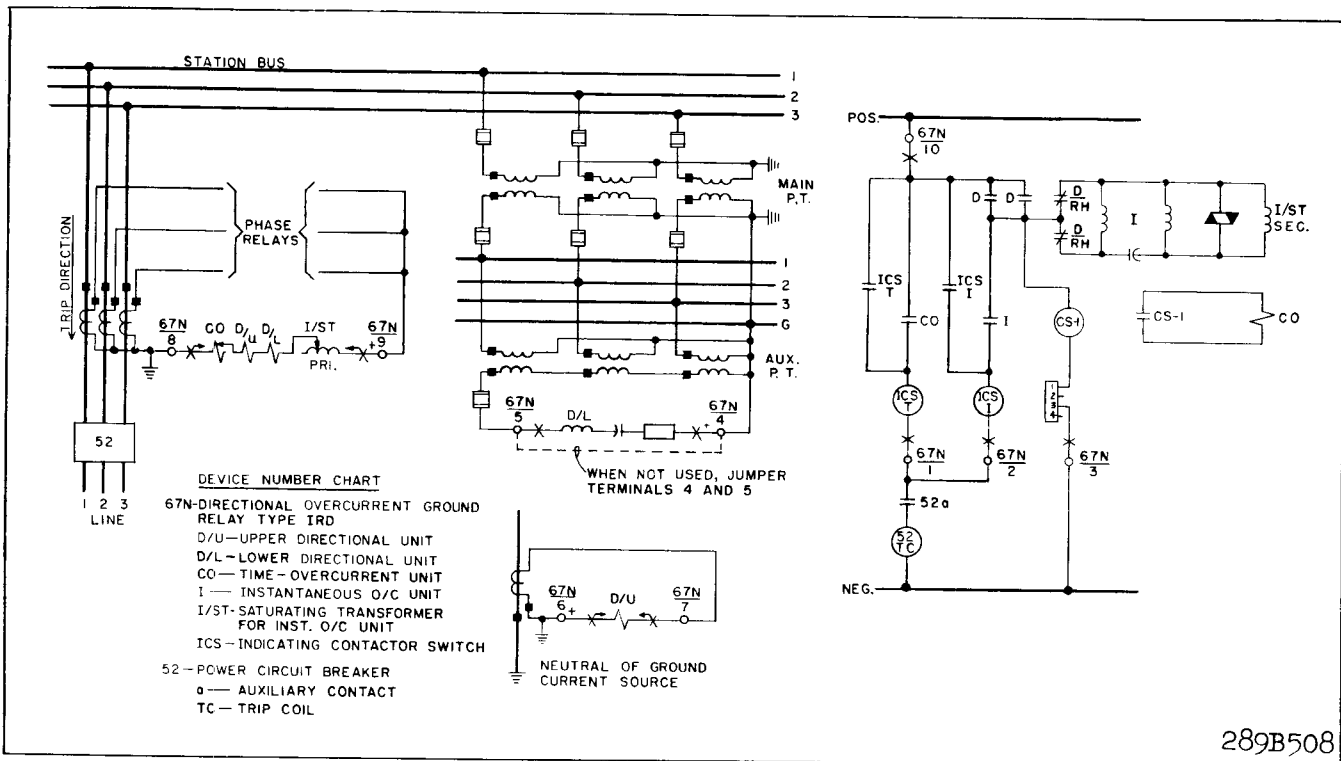 STATION BUS
1
2
3
TRIP DIRECTION
PHASE
RELAYS
67N
8
CO
D/U
D/L
I/ST
PRI.
67N
+9
52
1 2 3
LINE
MAIN
P.T.
1
2
3
G
AUX.
P.T.
67N
5
D/L
67N
+4
WHEN NOT USED, JUMPER
TERMINALS 4 AND 5
DEVICE NUMBER CHART
67N-DIRECTIONAL OVERCURRENT GROUND
RELAY TYPE IRD
D/U-UPPER DIRECTIONAL UNIT
D/L-LOWER DIRECTIONAL UNIT
CO-TIME-OVERCURRENT UNIT
I-INSTANTANEOUS O/C UNIT
I/ST-SATURATING TRANSFORMER
FOR INST. O/C UNIT
ICS-INDICATING CONTACTOR SWITCH
52-POWER CIRCUIT BREAKER
a-AUXILIARY CONTACT
TC-TRIP COIL
67N
6+
D/U
67N
7
NEUTRAL OF GROUND
CURRENT SOURCE
POS.
67N
10
D
D
D
RH
D
RH
I
I/ST
SEC.
ICS
T
CO
ICS
I
I
CS-1
CS-1
CO
ICS
T
ICS
I
1
2
3
4
67N
1
67N
2
67N
3
52a
52
TC
NEG.
289B508